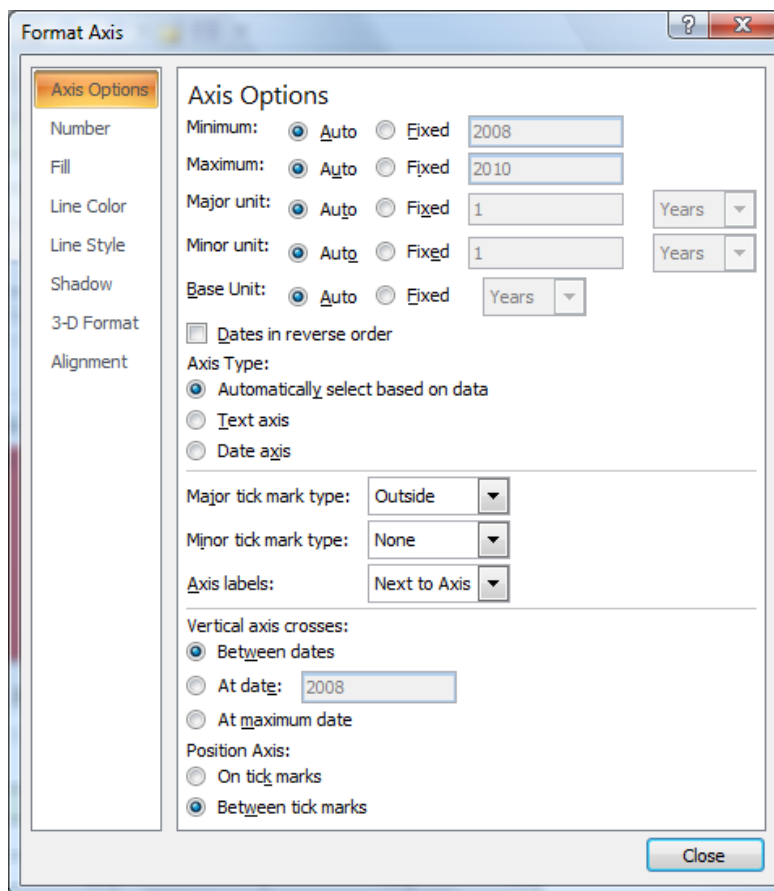 Format Axis
?
X
Axis Options
Number
Fill
Line Color
Line Style
Shadow
3-D Format
Alignment
Axis Options
Minimum: Auto Fixed 2008
Maximum: Auto Fixed 2010
Major unit: Auto Fixed 1 Years
Minor unit: Auto Fixed 1 Years
Base Unit: Auto Fixed Years
Dates in reverse order
Axis Type:
Automatically select based on data
Text axis
Date axis
Major tick mark type: Outside
Minor tick mark type: None
Axis labels: Next to Axis
Vertical axis crosses:
Between dates
At date: 2008
At maximum date
Position Axis:
On tick marks
Between tick marks
Close